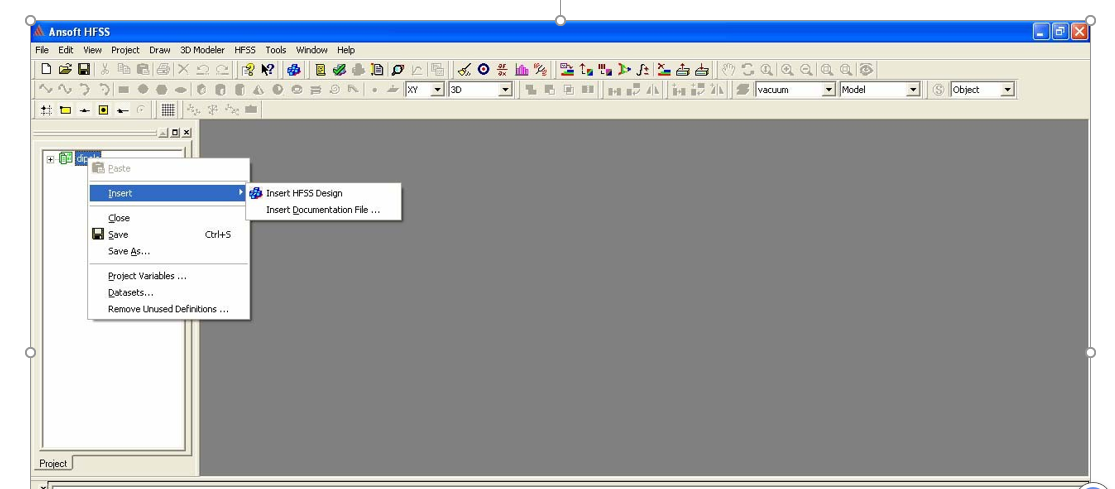 Ansoft HFSS
File Edit View Project Draw 3D Modeler HFSS Tools Window Help
XY 3D vacuum Model Object
Paste
Insert
Insert HFSS Design
Insert Documentation File ...
Close
Save Ctrl+S
Save As...
Project Variables ...
Datasets...
Remove Unused Definitions ...
Project